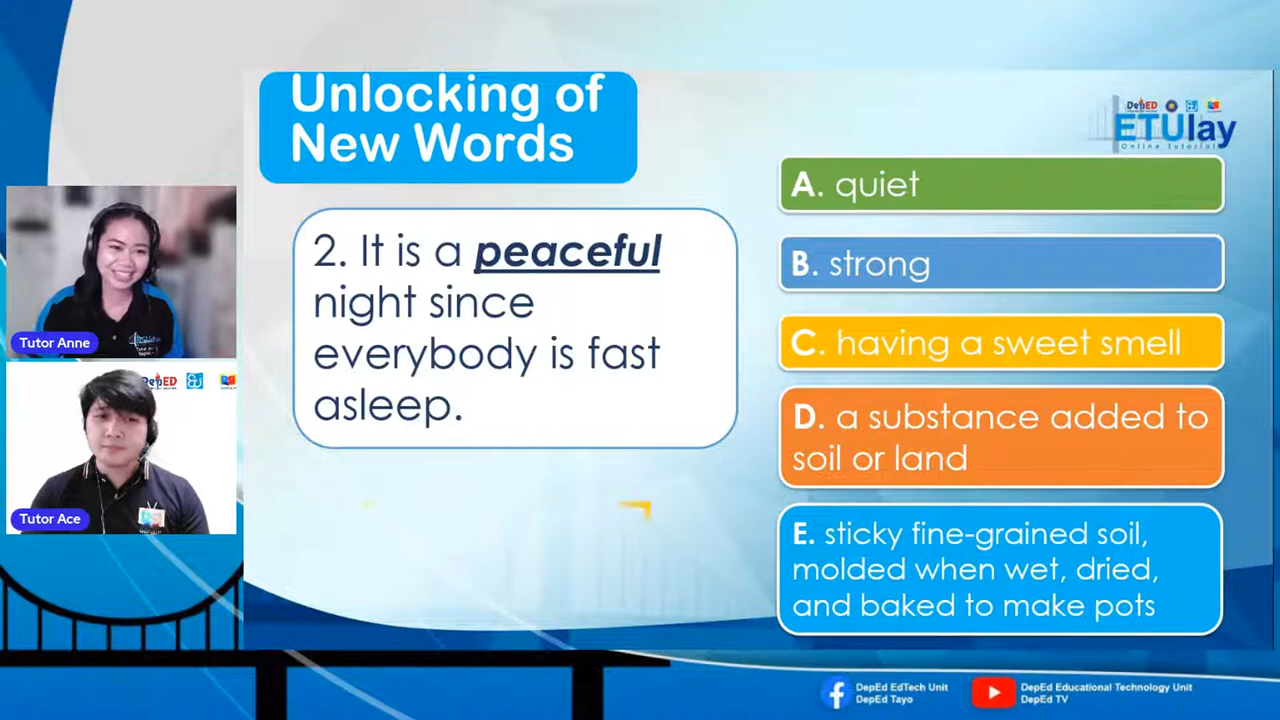 Unlocking of
New Words
DepED
ETUlay
Online Tutorial
2. It is a peaceful
night since
everybody is fast
asleep.
A. quiet
B. strong
C. having a sweet smell
D. a substance added to
soil or land
E. sticky fine-grained soil,
molded when wet, dried,
and baked to make pots
Tutor Anne
DepED
Tutor Ace
DepEd EdTech Unit
DepEd Tayo
DepEd Educational Technology Unit
DepEd TV